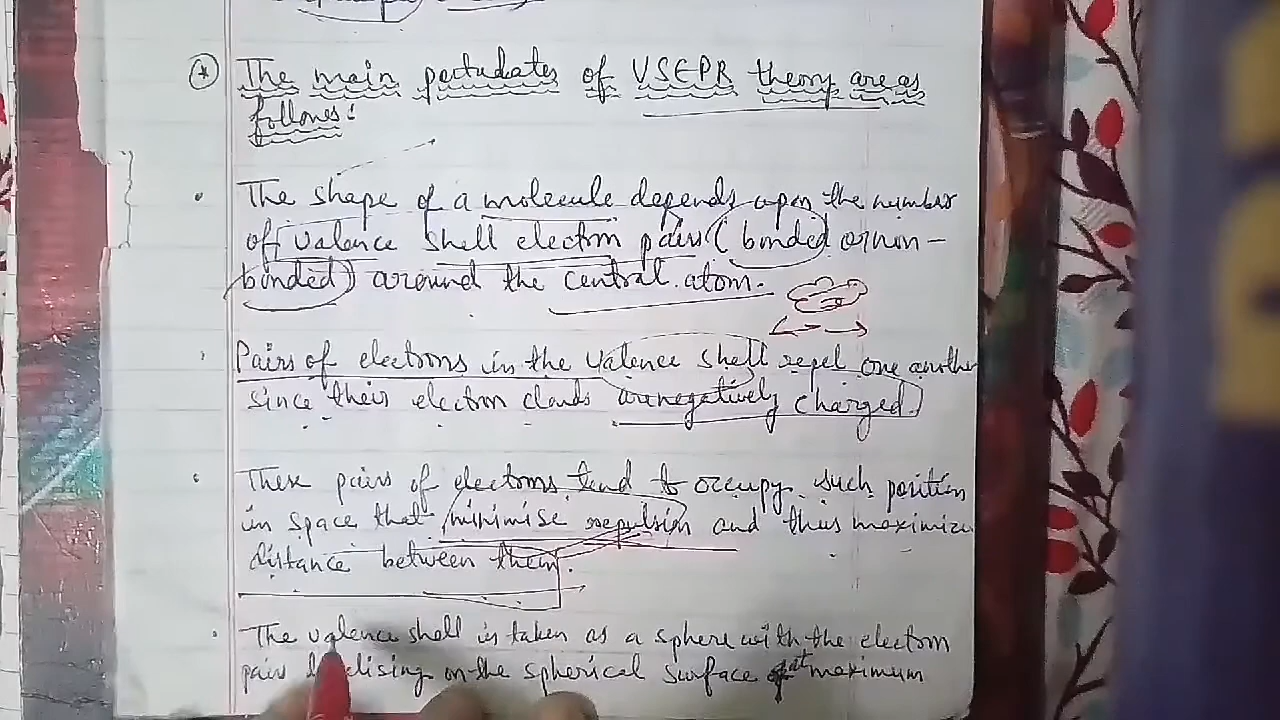 The main postulates of VSEPR theory are as
follows:
The shape of a molecule depends upon the number
of valence shell electron pairs (bonded or non-
bonded) around the central atom.
Pairs of electrons in the valence shell repel one another
since their electron clouds are negatively charged.
These pairs of electrons tend to occupy such position
in space that minimise repulsion and thus maximize
distance between them.
The valence shell is taken as a sphere with the electron
pairs localising on the spherical surface at maximum